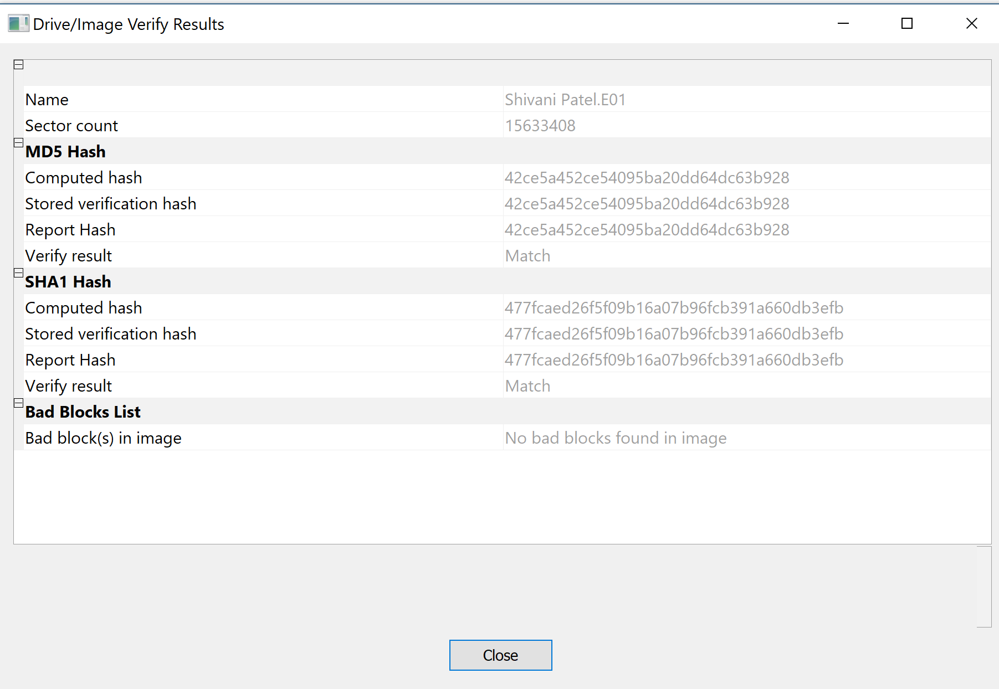 Drive/Image Verify Results
Name Shivani Patel.E01
Sector count 15633408
MD5 Hash
Computed hash 42ce5a452ce54095ba20dd64dc63b928
Stored verification hash 42ce5a452ce54095ba20dd64dc63b928
Report Hash 42ce5a452ce54095ba20dd64dc63b928
Verify result Match
SHA1 Hash
Computed hash 477fcaed26f5f09b16a07b96fcb391a660db3efb
Stored verification hash 477fcaed26f5f09b16a07b96fcb391a660db3efb
Report Hash 477fcaed26f5f09b16a07b96fcb391a660db3efb
Verify result Match
Bad Blocks List
Bad block(s) in image No bad blocks found in image
Close